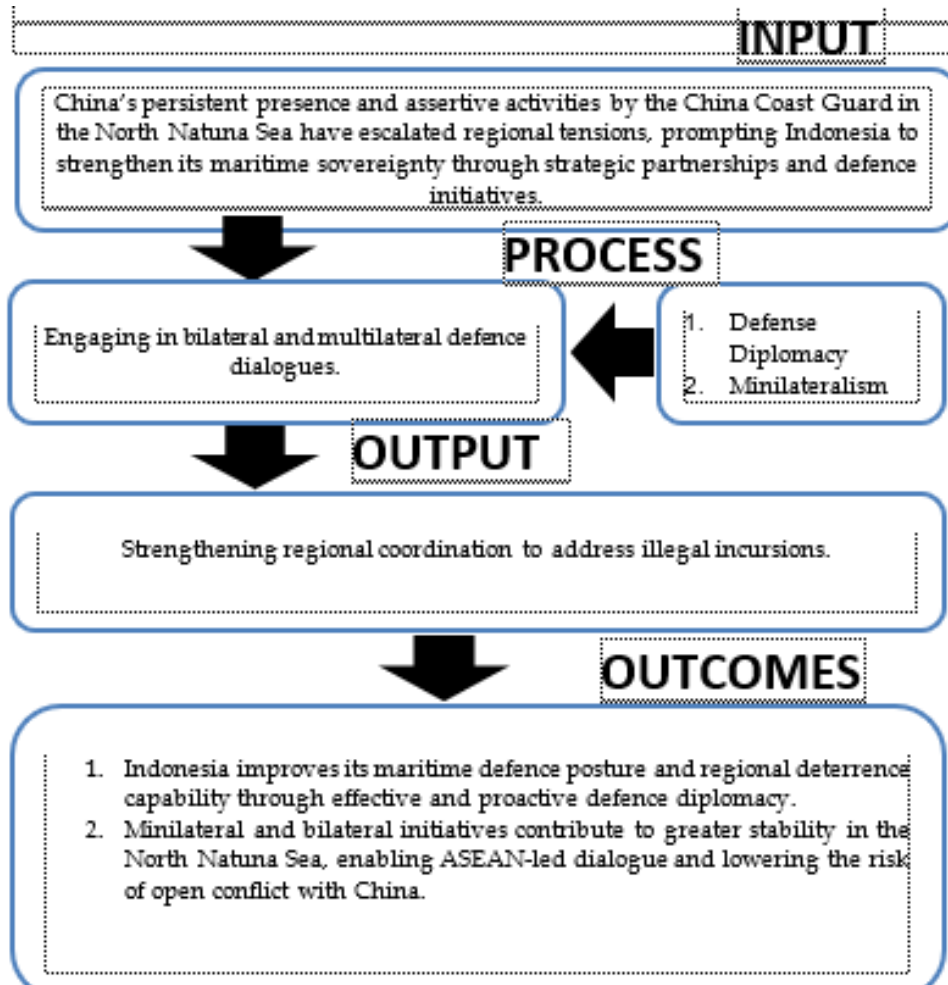 INPUT
China's persistent presence and assertive activities by the China Coast Guard in
the North Natuna Sea have escalated regional tensions, prompting Indonesia to
strengthen its maritime sovereignty through strategic partnerships and defence
initiatives.
PROCESS
Engaging in bilateral and multilateral defence
dialogues.
1. Defense
Diplomacy
2. Minilateralism
OUTPUT
Strengthening regional coordination to address illegal incursions.
OUTCOMES
1. Indonesia improves its maritime defence posture and regional deterrence
capability through effective and proactive defence diplomacy.
2. Minilateral and bilateral initiatives contribute to greater stability in the
North Natuna Sea, enabling ASEAN-led dialogue and lowering the risk
of open conflict with China.